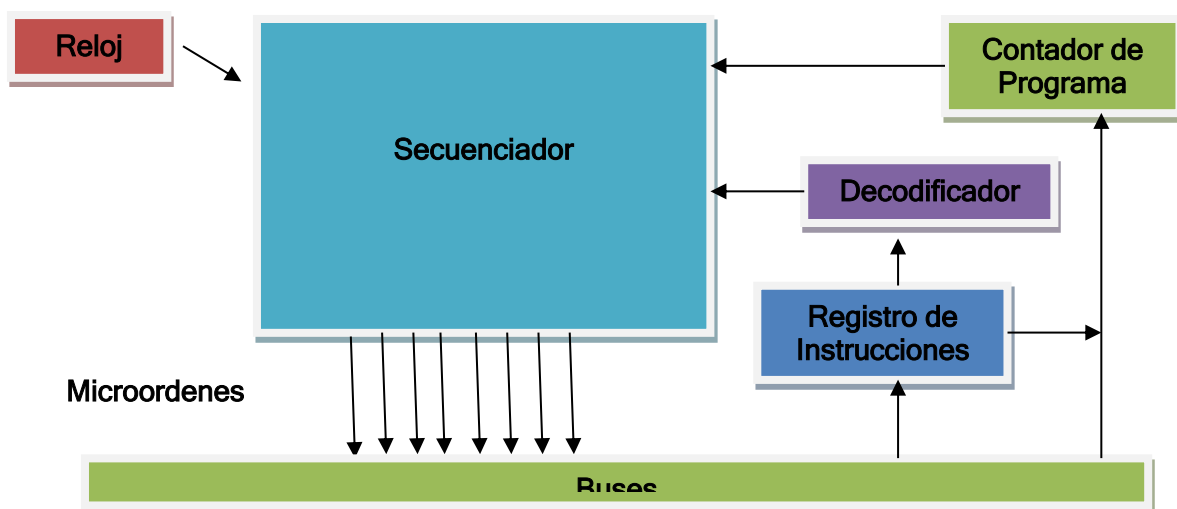 Reloj
Contador de
Programa
Secuenciador
Decodificador
Registro de
Instrucciones
Microordenes
Buses